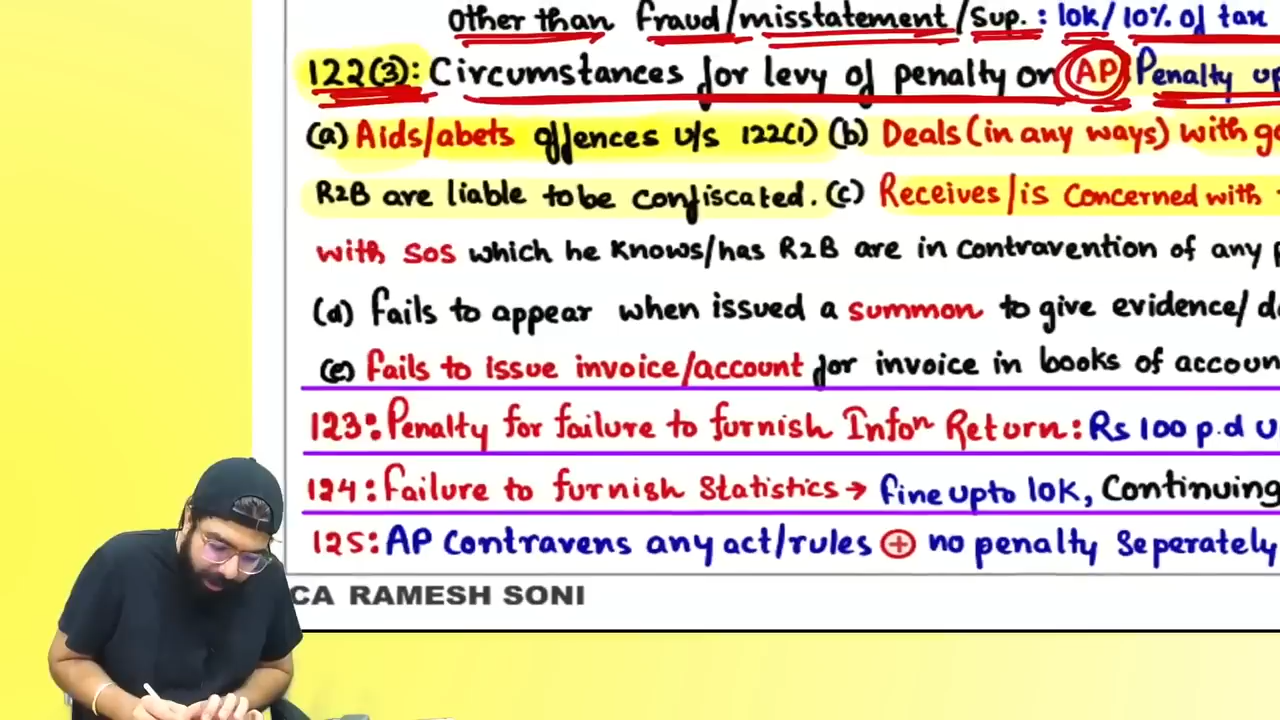 Other than fraud/misstatement/Sup. : 10k/10% of tax
122(3): Circumstances for levy of penalty on AP Penalty up
(a) Aids/abets offences u/s 122(1) (b) Deals (in any ways) with
R2B are liable to be confiscated. (c) Receives/is Concerned with
with SOS which he knows/has R2B are in contravention of any
(d) fails to appear when issued a summon to give evidence/
(e) fails to issue invoice/account for invoice in books of accoun
123: Penalty for failure to furnish Infoⁿ Return: Rs 100 p.d u
124: failure to furnish Statistics → fine upto 10K, Continuing
125: AP Contravens any act/rules ⊕ no penalty Seperately
CA RAMESH SONI